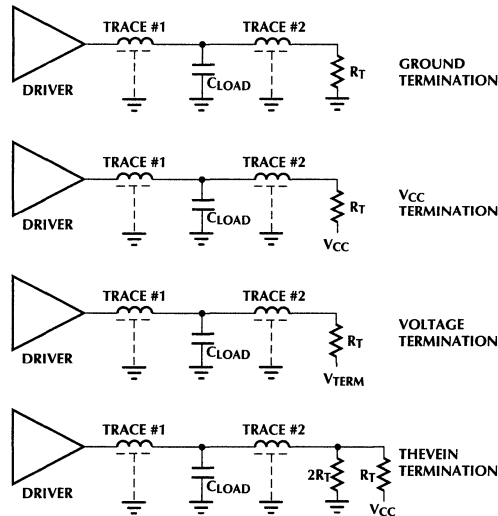 TRACE #1 TRACE #2
DRIVER CLOAD RT GROUND
TERMINATION
TRACE #1 TRACE #2
DRIVER CLOAD RT VCC
TERMINATION
VCC
TRACE #1 TRACE #2
DRIVER CLOAD RT VOLTAGE
TERMINATION
VTERM
TRACE #1 TRACE #2
DRIVER CLOAD 2RT RT THEVEIN
TERMINATION
VCC